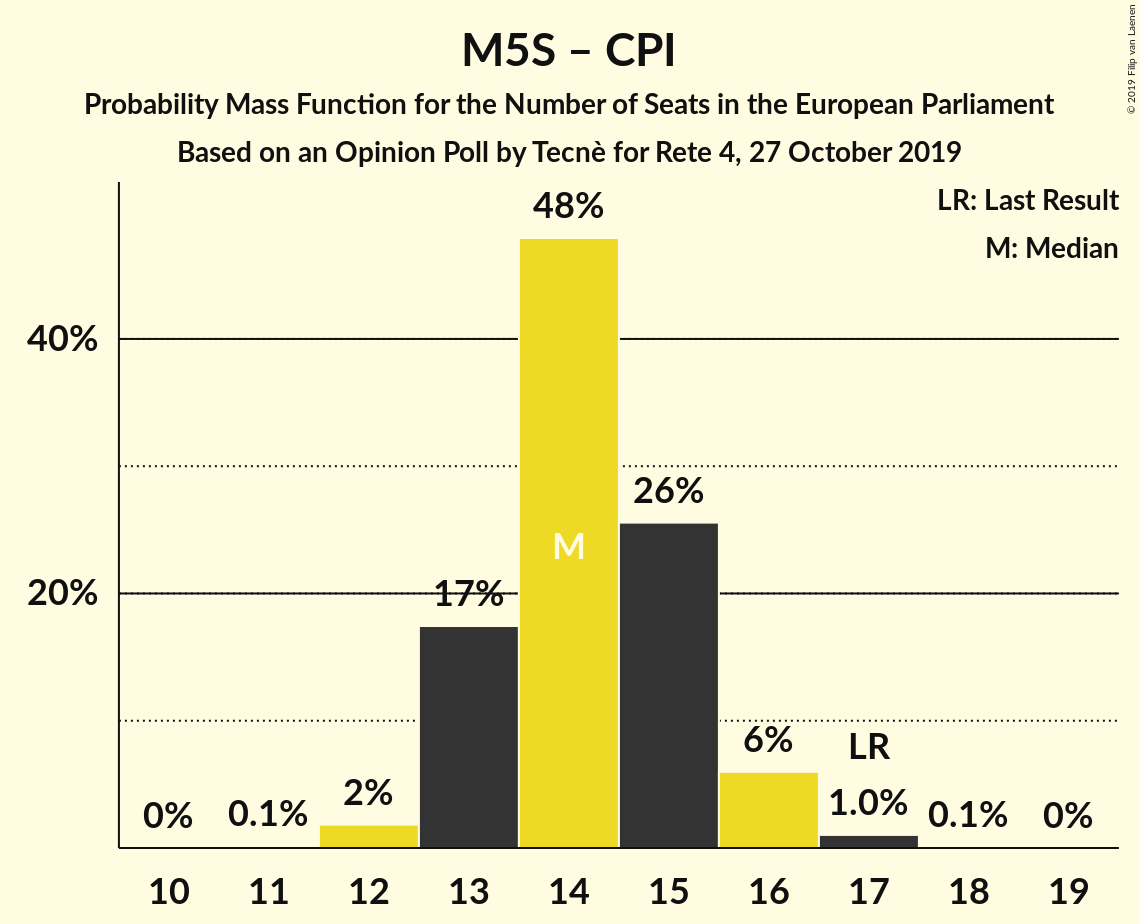 M5S – CPI
Probability Mass Function for the Number of Seats in the European Parliament
Based on an Opinion Poll by Tecnè for Rete 4, 27 October 2019
© 2019 Filip van Laenen
LR: Last Result
M: Median
48%
40%
26%
M
20%
17%
6%
LR
2%
1.0%
0%
0.1%
0.1%
0%
10 11 12 13 14 15 16 17 18 19